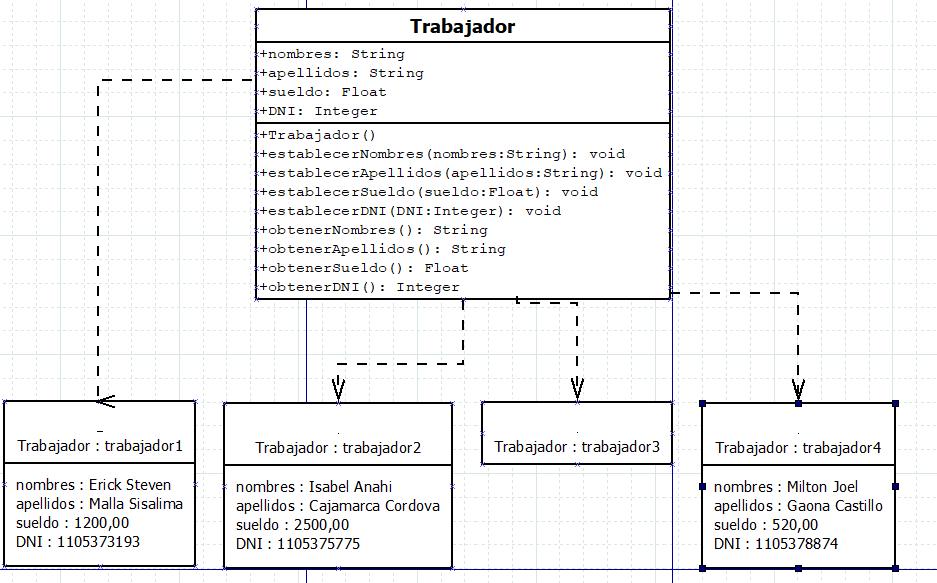 Trabajador
+nombres: String
+apellidos: String
+sueldo: Float
+DNI: Integer
+Trabajador()
+establecerNombres(nombres:String): void
+establecerApellidos(apellidos:String): void
+establecerSueldo(sueldo:Float): void
+establecerDNI(DNI:Integer): void
+obtenerNombres(): String
+obtenerApellidos(): String
+obtenerSueldo(): Float
+obtenerDNI(): Integer
Trabajador : trabajador1
nombres : Erick Steven
apellidos : Malla Sisalima
sueldo : 1200,00
DNI : 1105373193
Trabajador : trabajador2
nombres : Isabel Anahi
apellidos : Cajamarca Cordova
sueldo : 2500,00
DNI : 1105375775
Trabajador : trabajador3
Trabajador : trabajador4
nombres : Milton Joel
apellidos : Gaona Castillo
sueldo : 520,00
DNI : 1105378874